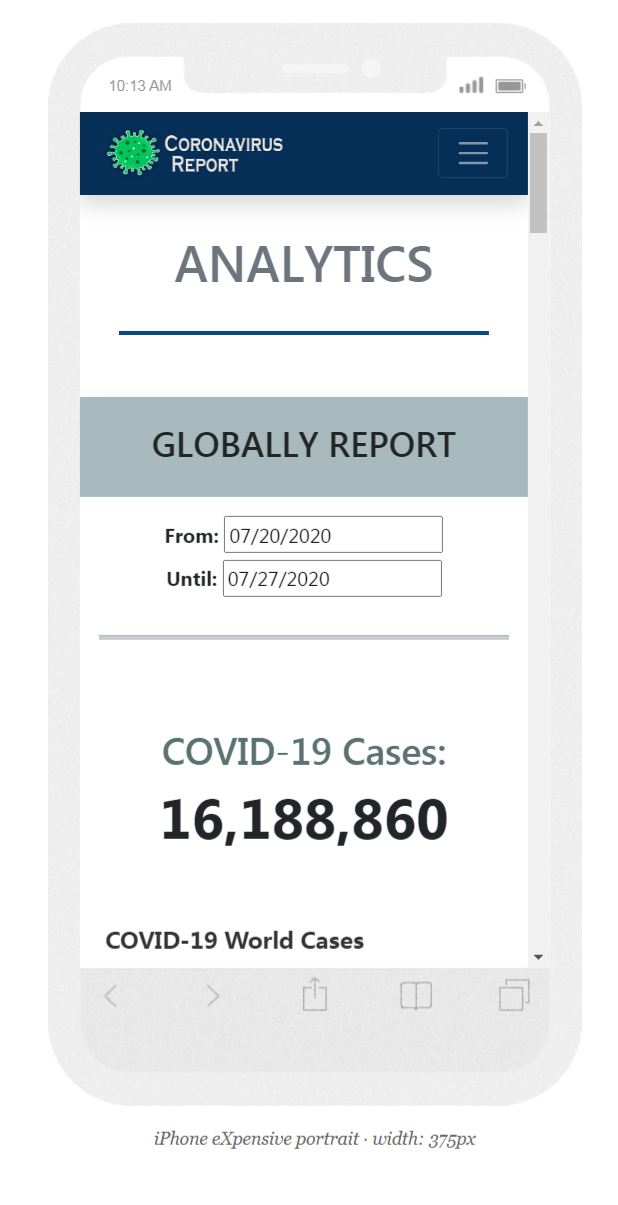 10:13 AM
CORONAVIRUS
REPORT
ANALYTICS
GLOBALLY REPORT
From: 07/20/2020
Until: 07/27/2020
COVID-19 Cases:
16,188,860
COVID-19 World Cases
iPhone eXpensive portrait · width: 375px